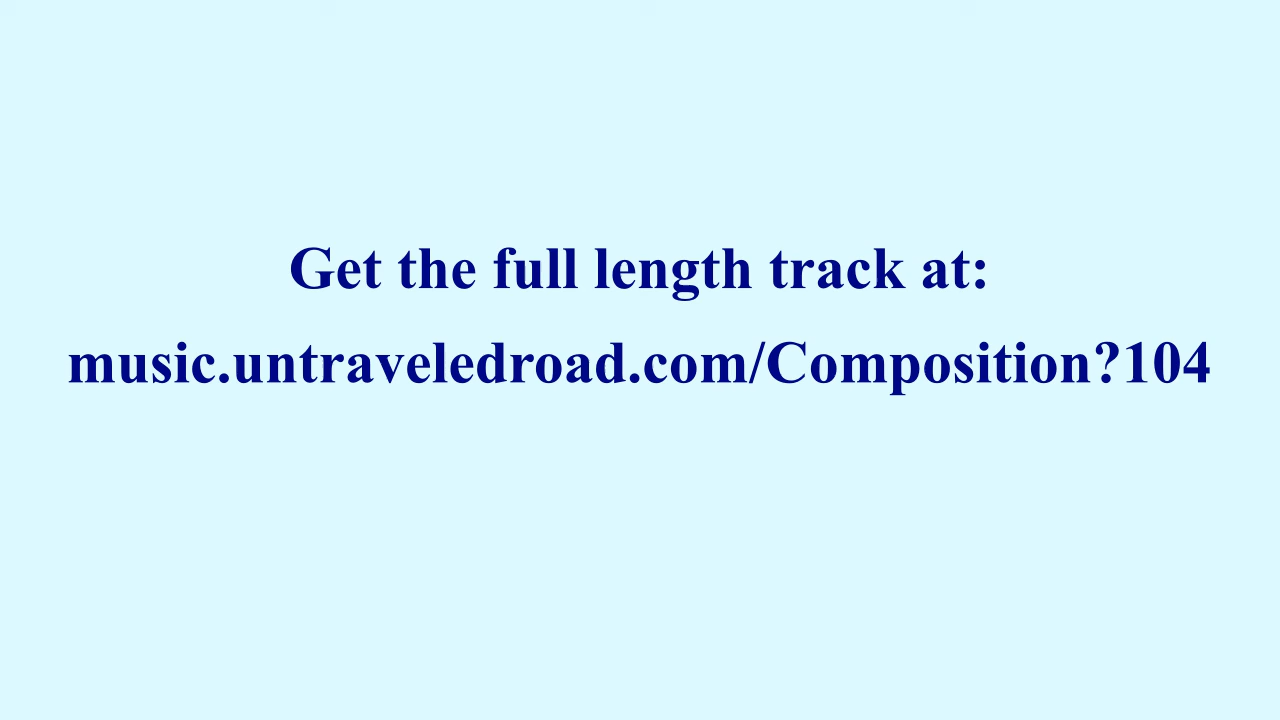 Get the full length track at:
music.untraveledroad.com/Composition?104